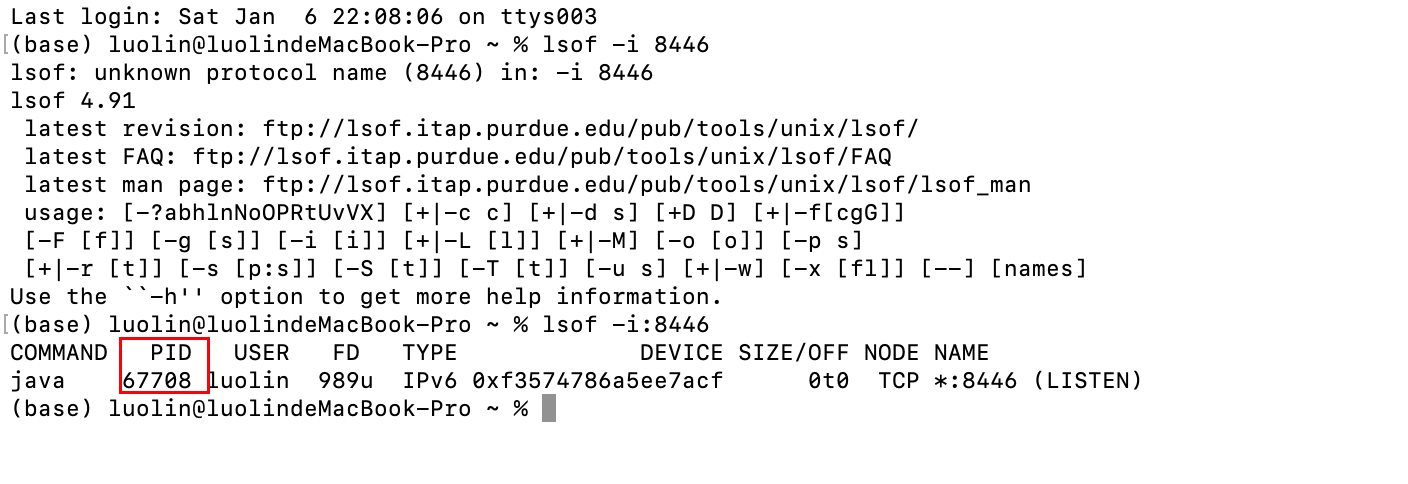 Last login: Sat Jan  6 22:08:06 on ttys003
(base) luolin@luolindeMacBook-Pro ~ % lsof -i 8446
lsof: unknown protocol name (8446) in: -i 8446
lsof 4.91
 latest revision: ftp://lsof.itap.purdue.edu/pub/tools/unix/lsof/
 latest FAQ: ftp://lsof.itap.purdue.edu/pub/tools/unix/lsof/FAQ
 latest man page: ftp://lsof.itap.purdue.edu/pub/tools/unix/lsof/lsof_man
 usage: [-?abhlnNoOPRtUvVX] [+|-c c] [+|-d s] [+D D] [+|-f[cgG]]
 [-F [f]] [-g [s]] [-i [i]] [+|-L [l]] [+|-M] [-o [o]] [-p s]
 [+|-r [t]] [-s [p:s]] [-S [t]] [-T [t]] [-u s] [+|-w] [-x [fl]] [--] [names]
Use the ``-h'' option to get more help information.
(base) luolin@luolindeMacBook-Pro ~ % lsof -i:8446
COMMAND   PID   USER   FD   TYPE             DEVICE SIZE/OFF NODE NAME
java    67708 luolin  989u  IPv6 0xf3574786a5ee7acf      0t0  TCP *:8446 (LISTEN)
(base) luolin@luolindeMacBook-Pro ~ %